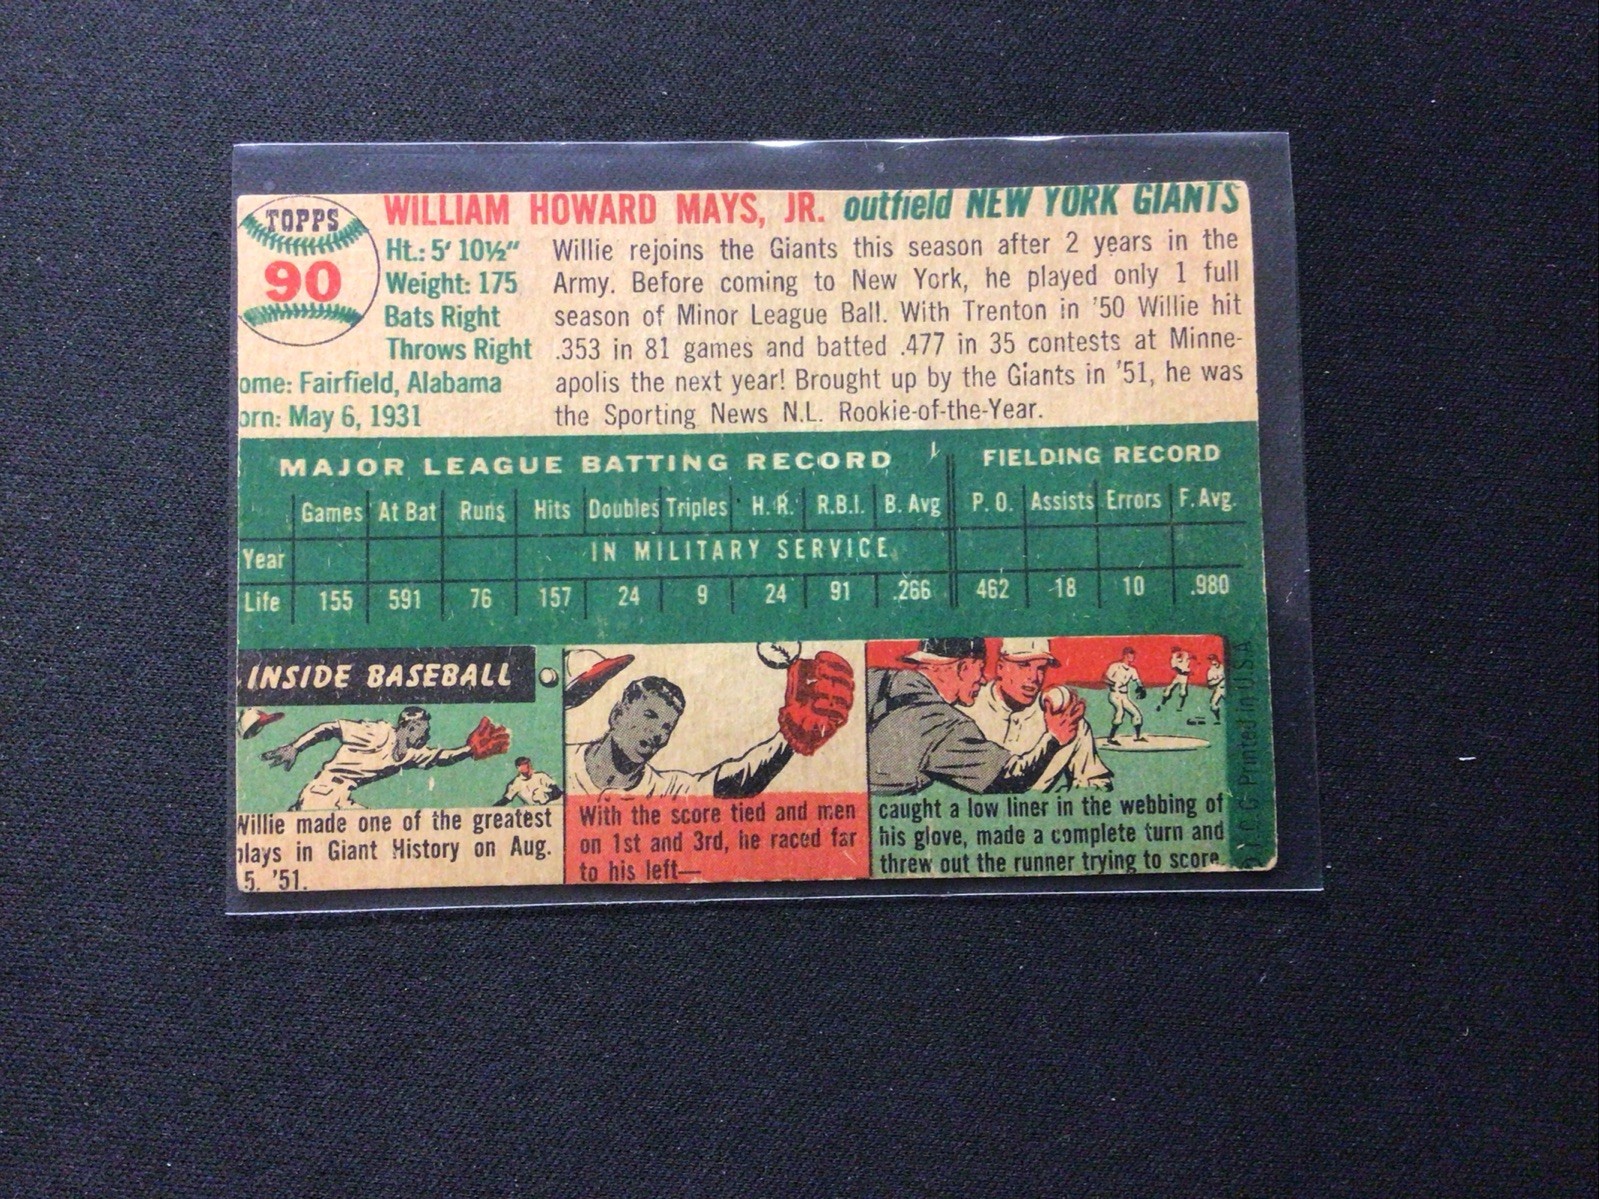 TOPPS
90
WILLIAM HOWARD MAYS, JR. outfield NEW YORK GIANTS
Ht.: 5' 10½"
Weight: 175
Bats Right
Throws Right
ome: Fairfield, Alabama
orn: May 6, 1931
Willie rejoins the Giants this season after 2 years in the
Army. Before coming to New York, he played only 1 full
season of Minor League Ball. With Trenton in '50 Willie hit
.353 in 81 games and batted .477 in 35 contests at Minne-
apolis the next year! Brought up by the Giants in '51, he was
the Sporting News N.L. Rookie-of-the-Year.
MAJOR LEAGUE BATTING RECORD FIELDING RECORD
Games At Bat Runs Hits Doubles Triples H. R. R.B.I. B. Avg P. O. Assists Errors F. Avg.
Year IN MILITARY SERVICE
Life 155 591 76 157 24 9 24 91 .266 462 18 10 .980
INSIDE BASEBALL
Willie made one of the greatest
plays in Giant History on Aug.
5, '51.
With the score tied and men
on 1st and 3rd, he raced far
to his left—
caught a low liner in the webbing of
his glove, made a complete turn and
threw out the runner trying to score.
T.C.G. Printed in U.S.A.